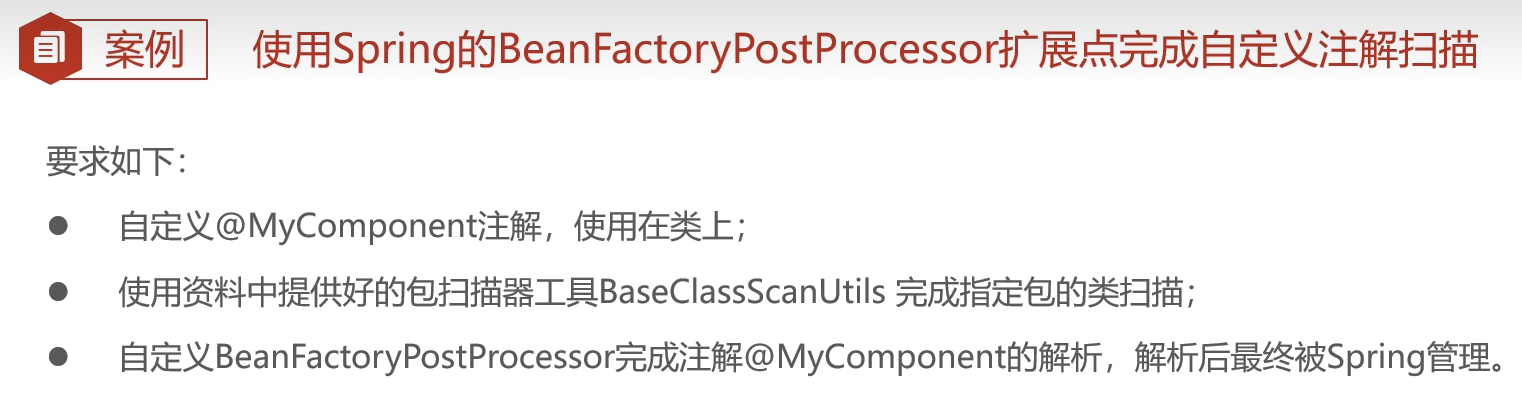 案例 使用Spring的BeanFactoryPostProcessor扩展点完成自定义注解扫描
要求如下：
● 自定义@MyComponent注解，使用在类上；
● 使用资料中提供好的包扫描器工具BaseClassScanUtils 完成指定包的类扫描；
● 自定义BeanFactoryPostProcessor完成注解@MyComponent的解析，解析后最终被Spring管理。